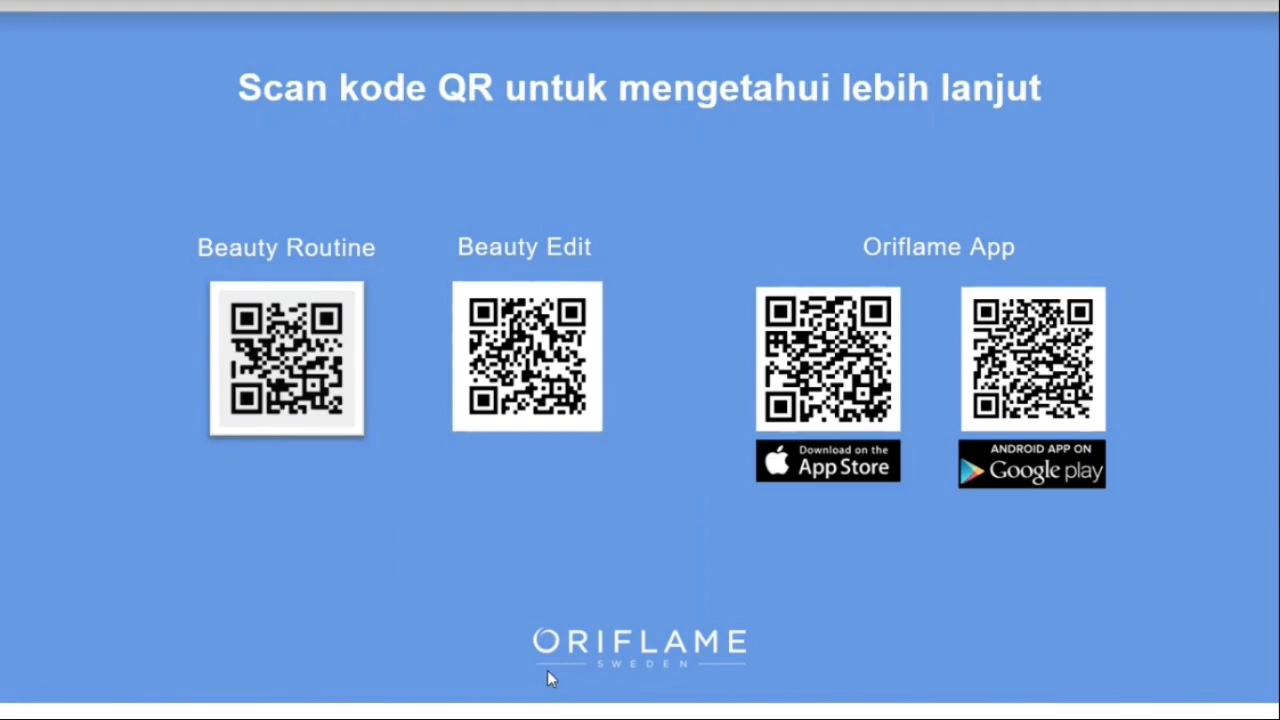 Scan kode QR untuk mengetahui lebih lanjut
Beauty Routine
Beauty Edit
Oriflame App
Download on the
App Store
ANDROID APP ON
Google play
ORIFLAME
SWEDEN